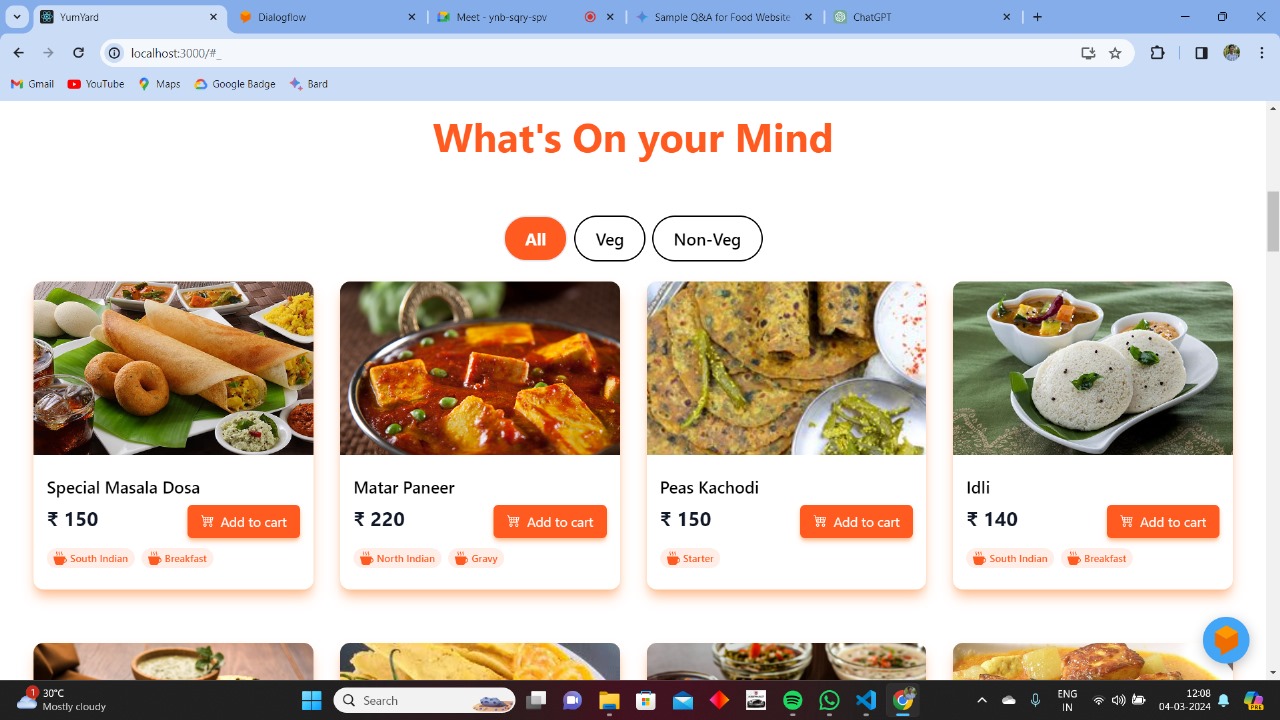 YumYard
Dialogflow
Meet - ynb-sqry-spv
Sample Q&A for Food Website
ChatGPT
localhost:3000/#_
Gmail
YouTube
Maps
Google Badge
Bard
What's On your Mind
All
Veg
Non-Veg
Special Masala Dosa
₹ 150
Add to cart
South Indian
Breakfast
Matar Paneer
₹ 220
Add to cart
North Indian
Gravy
Peas Kachodi
₹ 150
Add to cart
Starter
Idli
₹ 140
Add to cart
South Indian
Breakfast
1
30°C
Mostly cloudy
Search
ENG
IN
12:08
04-03-2024
PRE